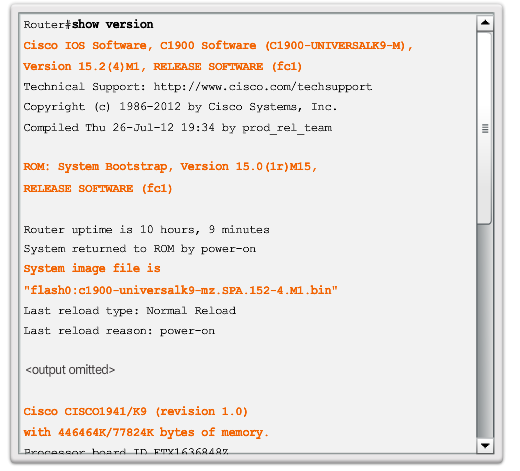 Router#show version
Cisco IOS Software, C1900 Software (C1900-UNIVERSALK9-M),
Version 15.2(4)M1, RELEASE SOFTWARE (fc1)
Technical Support: http://www.cisco.com/techsupport
Copyright (c) 1986-2012 by Cisco Systems, Inc.
Compiled Thu 26-Jul-12 19:34 by prod_rel_team
ROM: System Bootstrap, Version 15.0(1r)M15,
RELEASE SOFTWARE (fc1)
Router uptime is 10 hours, 9 minutes
System returned to ROM by power-on
System image file is
"flash0:c1900-universalk9-mz.SPA.152-4.M1.bin"
Last reload type: Normal Reload
Last reload reason: power-on
<output omitted>
Cisco CISCO1941/K9 (revision 1.0)
with 446464K/77824K bytes of memory.
Processor board ID FTX1636848Z